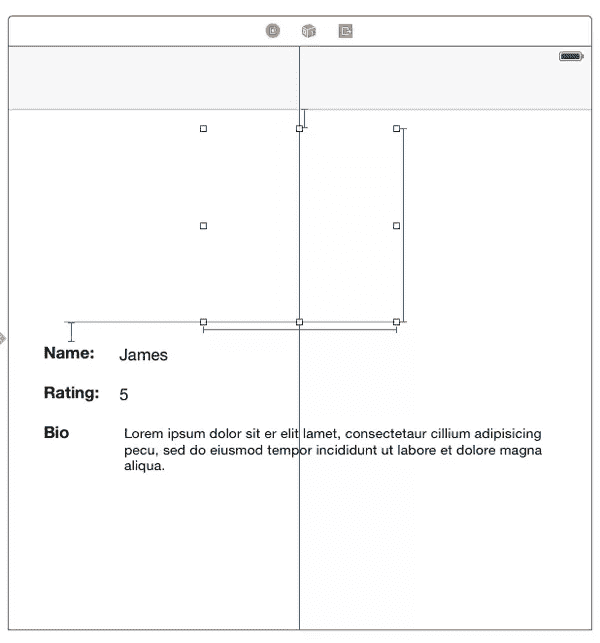 Name: James
Rating: 5
Bio Lorem ipsum dolor sit er elit lamet, consectetaur cillium adipisicing
pecu, sed do eiusmod tempor incididunt ut labore et dolore magna
aliqua.